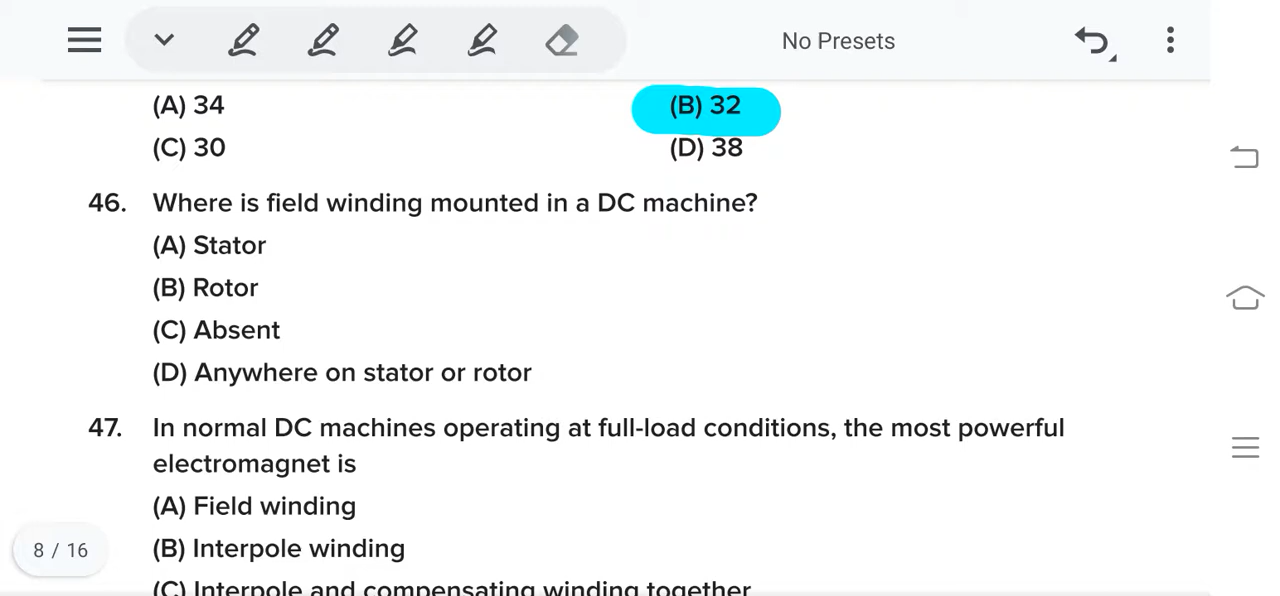 No Presets
(A) 34
(B) 32
(C) 30
(D) 38
46. Where is field winding mounted in a DC machine?
(A) Stator
(B) Rotor
(C) Absent
(D) Anywhere on stator or rotor
47. In normal DC machines operating at full-load conditions, the most powerful
electromagnet is
(A) Field winding
(B) Interpole winding
(C) Interpole and compensating winding together
8 / 16